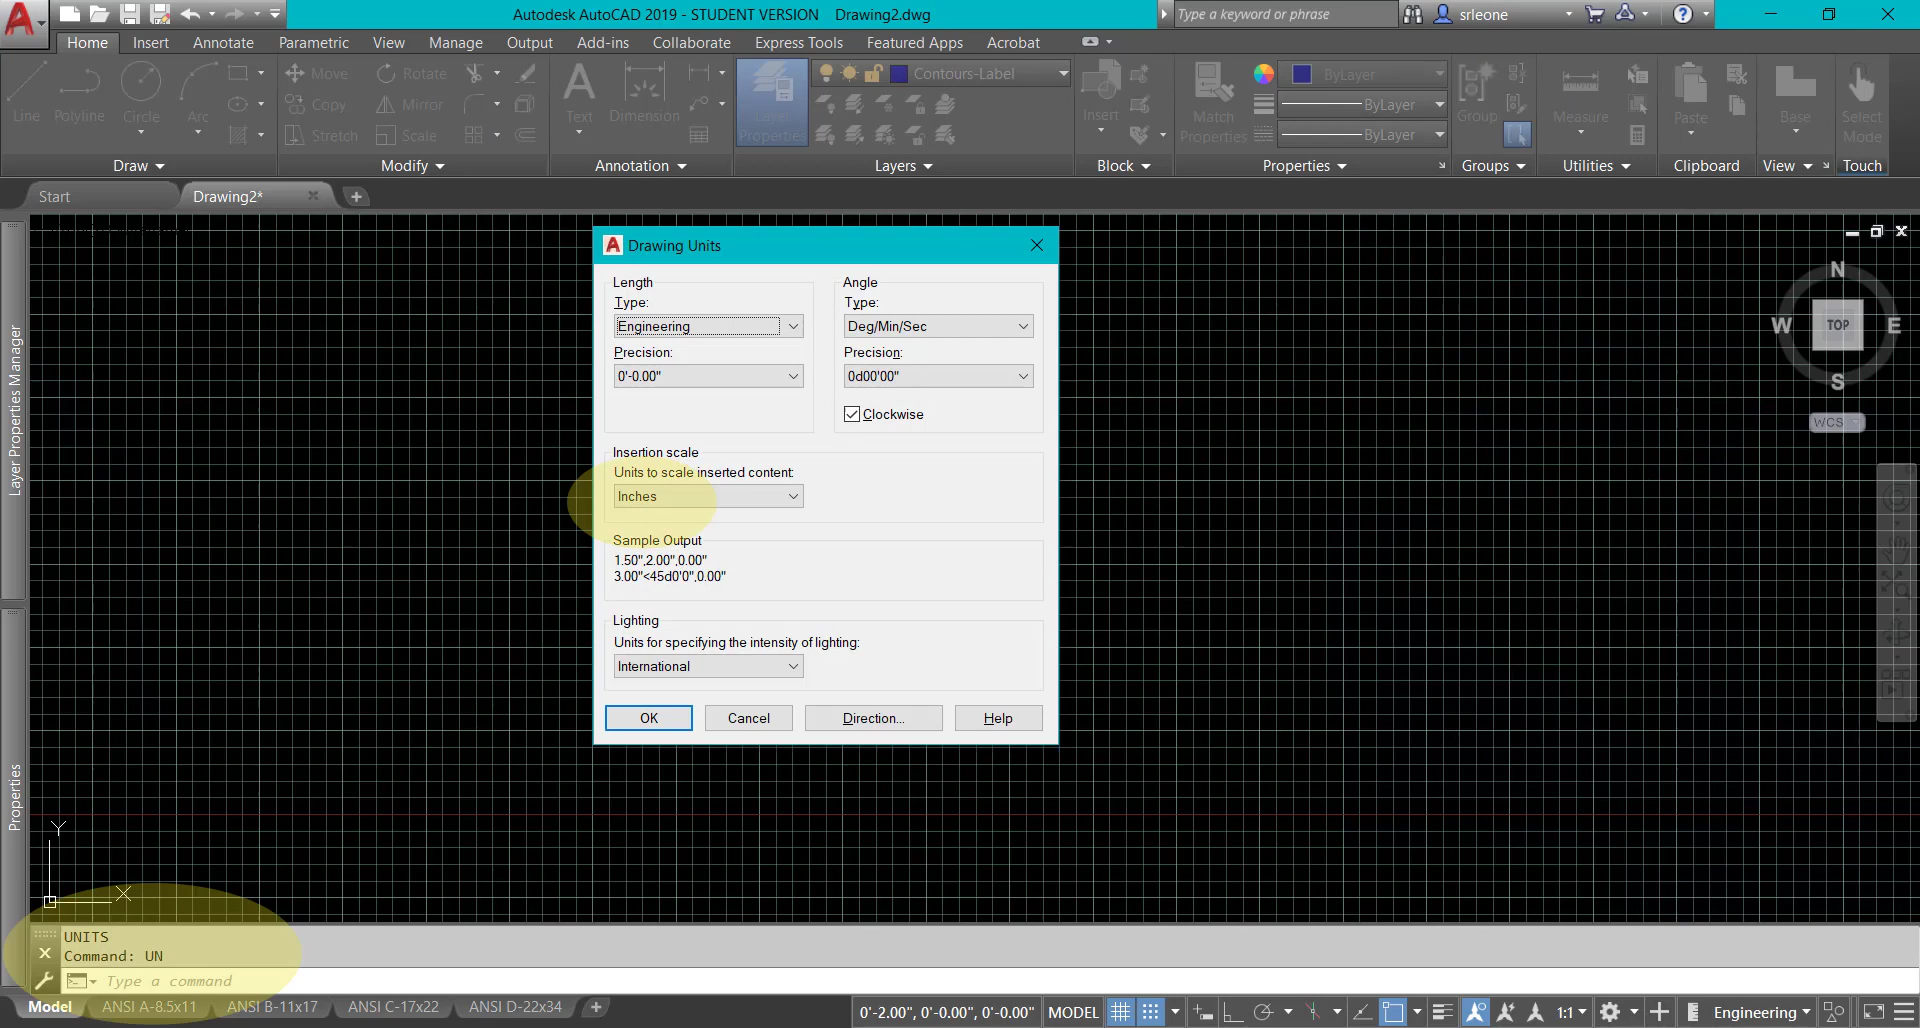 Autodesk AutoCAD 2019 - STUDENT VERSION Drawing2.dwg
Type a keyword or phrase
srleone
Home Insert Annotate Parametric View Manage Output Add-ins Collaborate Express Tools Featured Apps Acrobat
Line Polyline Circle Arc
Move Rotate
Copy Mirror
Stretch Scale
Text Dimension
Layer
Properties
Contours-Label
Insert
Match
Properties
ByLayer
ByLayer
ByLayer
Group
Measure
Paste
Base
Select
Mode
Draw Modify Annotation Layers Block Properties Groups Utilities Clipboard View Touch
Start Drawing2*
Layer Properties Manager
Properties
Drawing Units
Length
Type:
Engineering
Precision:
0'-0.00"
Angle
Type:
Deg/Min/Sec
Precision:
0d00'00"
Clockwise
Insertion scale
Units to scale inserted content:
Inches
Sample Output
1.50",2.00",0.00"
3.00"<45d0'0",0.00"
Lighting
Units for specifying the intensity of lighting:
International
OK Cancel Direction... Help
N
W TOP E
S
WCS
Y
X
UNITS
Command: UN
Type a command
Model ANSI A-8.5x11 ANSI B-11x17 ANSI C-17x22 ANSI D-22x34
0'-2.00", 0'-0.00", 0'-0.00" MODEL 1:1 Engineering